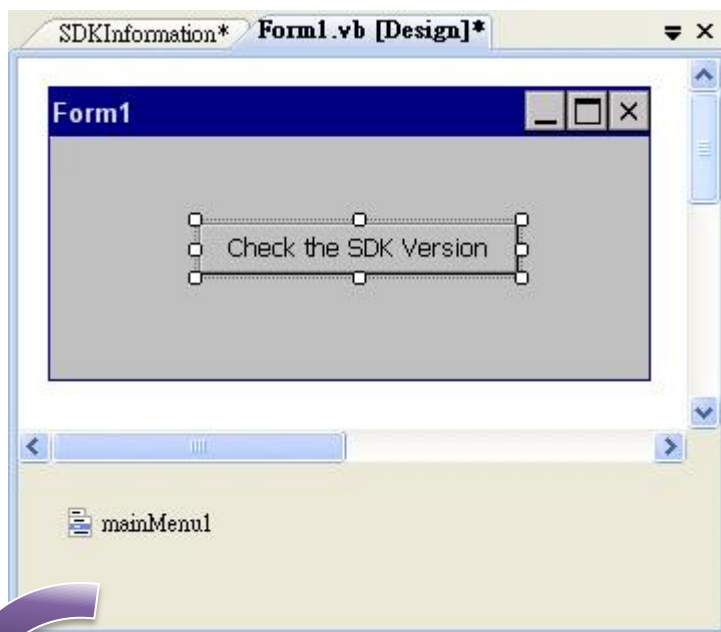 SDKInformation* Form1.vb [Design]*
Form1
Check the SDK Version
mainMenu1